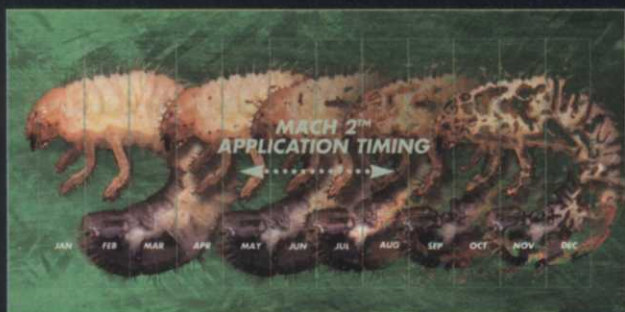 MACH 2™
APPLICATION TIMING
JAN FEB MAR APR MAY JUN JUL AUG SEP OCT NOV DEC